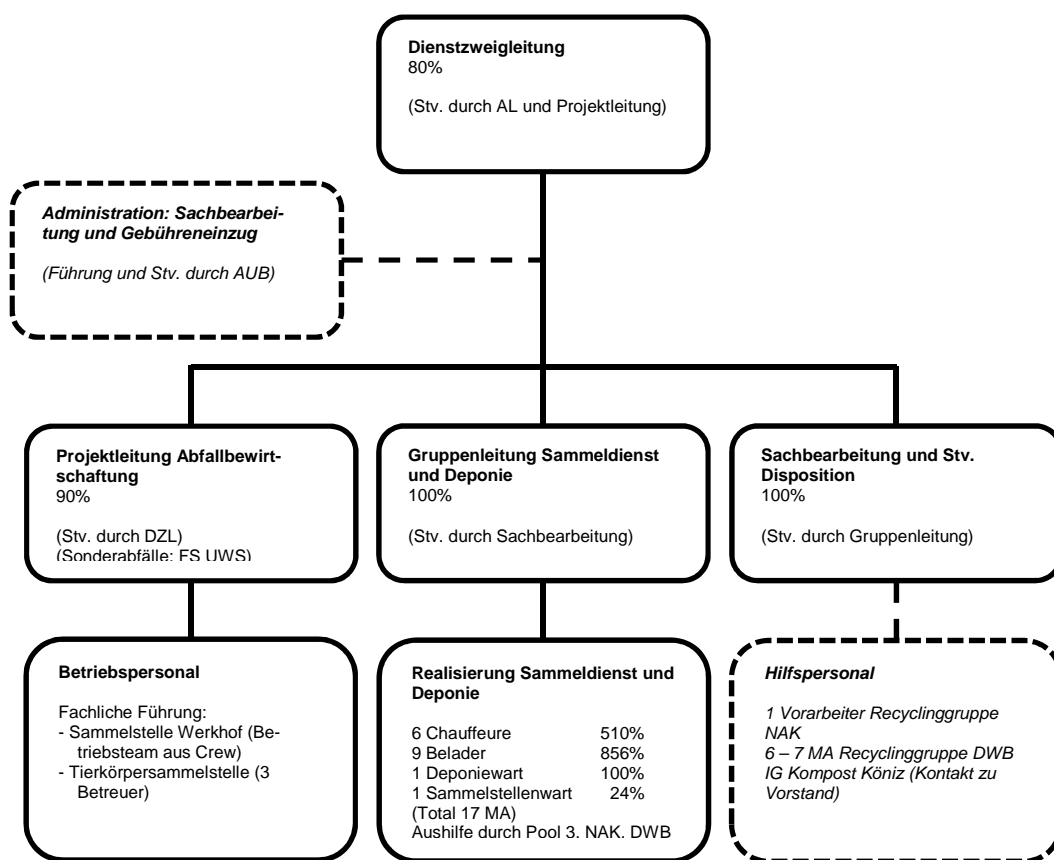 Dienstzweigleitung
80%
(Stv. durch AL und Projektleitung)
Administration: Sachbearbei-
tung und Gebühreneinzug
(Führung und Stv. durch AUB)
Projektleitung Abfallbewirt-
schaftung
90%
(Stv. durch DZL)
(Sonderabfälle: FS UWS)
Gruppenleitung Sammeldienst
und Deponie
100%
(Stv. durch Sachbearbeitung)
Sachbearbeitung und Stv.
Disposition
100%
(Stv. durch Gruppenleitung)
Betriebspersonal
Fachliche Führung:
- Sammelstelle Werkhof (Be-
triebsteam aus Crew)
- Tierkörpersammelstelle (3
Betreuer)
Realisierung Sammeldienst und
Deponie
6 Chauffeure 510%
9 Belader 856%
1 Deponiewart 100%
1 Sammelstellenwart 24%
(Total 17 MA)
Aushilfe durch Pool 3. NAK. DWB
Hilfspersonal
1 Vorarbeiter Recyclinggruppe
NAK
6 – 7 MA Recyclinggruppe DWB
IG Kompost Köniz (Kontakt zu
Vorstand)